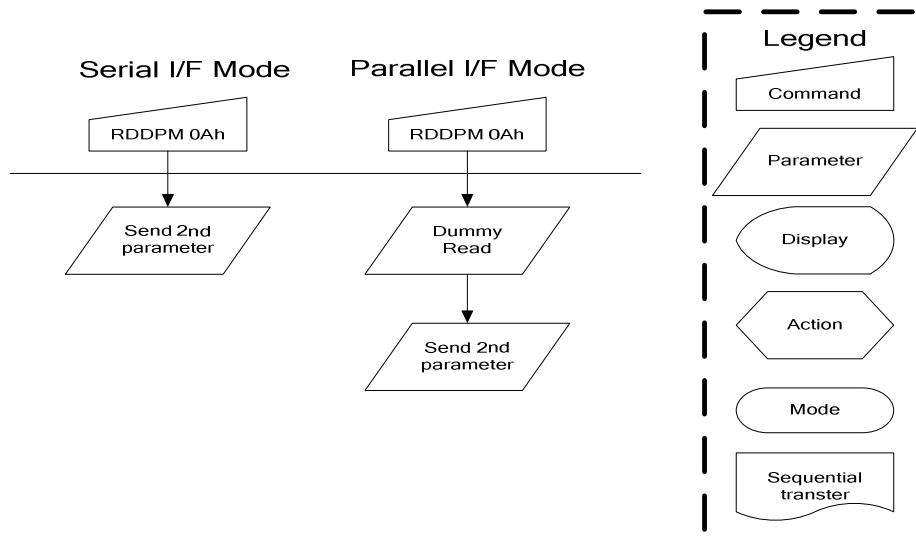 Serial I/F Mode
RDDPM 0Ah
Send 2nd
parameter
Parallel I/F Mode
RDDPM 0Ah
Dummy
Read
Send 2nd
parameter
Legend
Command
Parameter
Display
Action
Mode
Sequential
transter